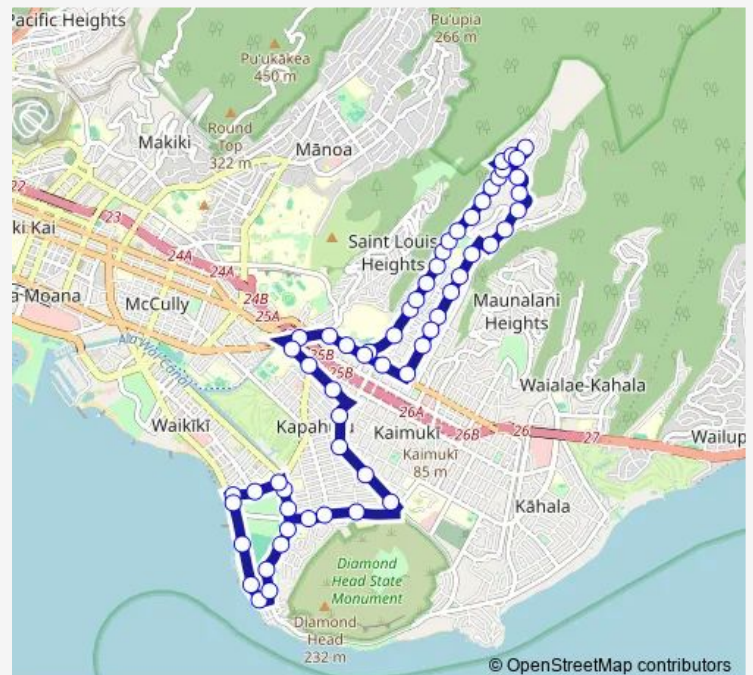 Pacific Heights
Pu'upia
266 m
Pu'ukākea
450 m
Round
Top
322 m
Makiki
Mānoa
22
23
24A
24A
24B
25A
ki Kai
a Moana
McCully
Saint Louis
Heights
Maunalani
Heights
Ala Wai Canal
25B
25B
Waialae-Kahala
26A
26B
26
27
Wailup
Waikīkī
Kapahu
Kaimukī
Kaimukī
85 m
Kāhala
Diamond
Head State
Monument
Diamond
Head
232 m
© OpenStreetMap contributors